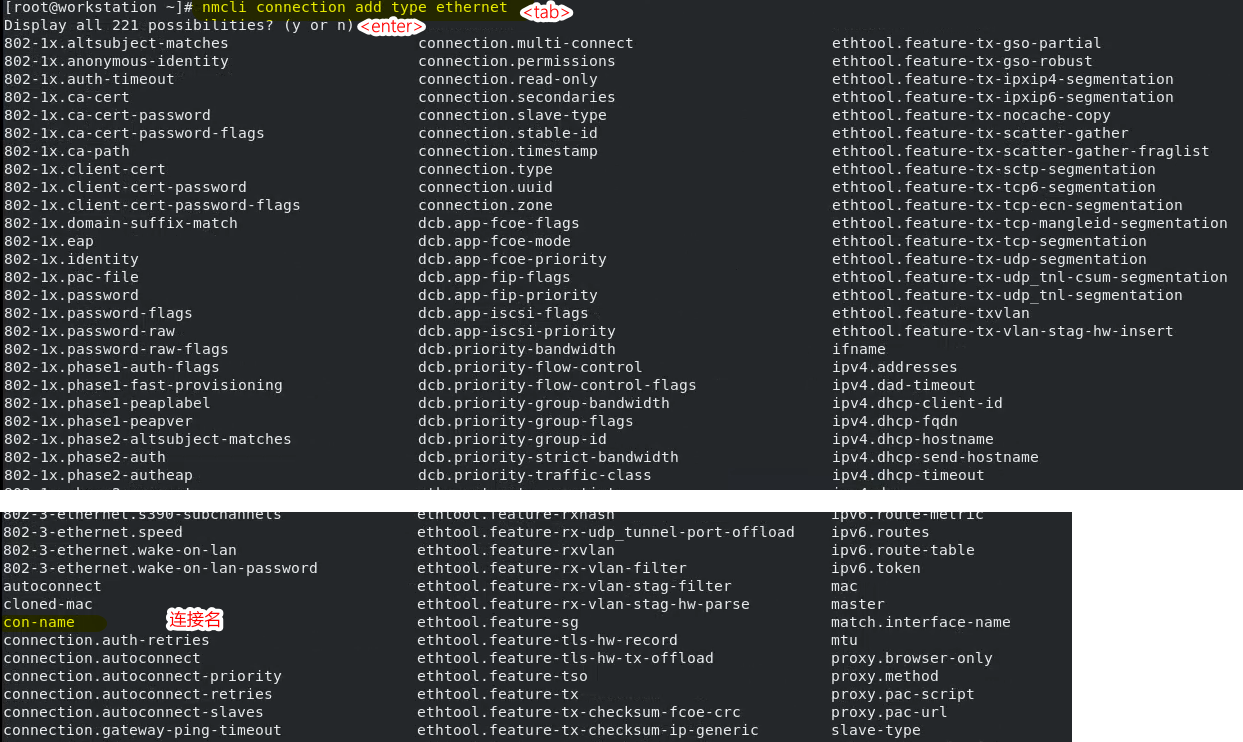 [root@workstation ~]# nmcli connection add type ethernet <tab>
Display all 221 possibilities? (y or n) <enter>
802-1x.altsubject-matches connection.multi-connect ethtool.feature-tx-gso-partial
802-1x.anonymous-identity connection.permissions ethtool.feature-tx-gso-robust
802-1x.auth-timeout connection.read-only ethtool.feature-tx-ipxip4-segmentation
802-1x.ca-cert connection.secondaries ethtool.feature-tx-ipxip6-segmentation
802-1x.ca-cert-password connection.slave-type ethtool.feature-tx-nocache-copy
802-1x.ca-cert-password-flags connection.stable-id ethtool.feature-tx-scatter-gather
802-1x.ca-path connection.timestamp ethtool.feature-tx-scatter-gather-fraglist
802-1x.client-cert connection.type ethtool.feature-tx-sctp-segmentation
802-1x.client-cert-password connection.uuid ethtool.feature-tx-tcp6-segmentation
802-1x.client-cert-password-flags connection.zone ethtool.feature-tx-tcp-ecn-segmentation
802-1x.domain-suffix-match dcb.app-fcoe-flags ethtool.feature-tx-tcp-mangleid-segmentation
802-1x.eap dcb.app-fcoe-mode ethtool.feature-tx-tcp-segmentation
802-1x.identity dcb.app-fcoe-priority ethtool.feature-tx-udp-segmentation
802-1x.pac-file dcb.app-fip-flags ethtool.feature-tx-udp_tnl-csum-segmentation
802-1x.password dcb.app-fip-priority ethtool.feature-tx-udp_tnl-segmentation
802-1x.password-flags dcb.app-iscsi-flags ethtool.feature-txvlan
802-1x.password-raw dcb.app-iscsi-priority ethtool.feature-tx-vlan-stag-hw-insert
802-1x.password-raw-flags dcb.priority-bandwidth ifname
802-1x.phase1-auth-flags dcb.priority-flow-control ipv4.addresses
802-1x.phase1-fast-provisioning dcb.priority-flow-control-flags ipv4.dad-timeout
802-1x.phase1-peaplabel dcb.priority-group-bandwidth ipv4.dhcp-client-id
802-1x.phase1-peapver dcb.priority-group-flags ipv4.dhcp-fqdn
802-1x.phase2-altsubject-matches dcb.priority-group-id ipv4.dhcp-hostname
802-1x.phase2-auth dcb.priority-strict-bandwidth ipv4.dhcp-send-hostname
802-1x.phase2-autheap dcb.priority-traffic-class ipv4.dhcp-timeout
802-3-ethernet.s390-subchannels ethtool.feature-rxhash ipv6.route-metric
802-3-ethernet.speed ethtool.feature-rx-udp_tunnel-port-offload ipv6.routes
802-3-ethernet.wake-on-lan ethtool.feature-rxvlan ipv6.route-table
802-3-ethernet.wake-on-lan-password ethtool.feature-rx-vlan-filter ipv6.token
autoconnect ethtool.feature-rx-vlan-stag-filter mac
cloned-mac ethtool.feature-rx-vlan-stag-hw-parse master
con-name 连接名 ethtool.feature-sg match.interface-name
connection.auth-retries ethtool.feature-tls-hw-record mtu
connection.autoconnect ethtool.feature-tls-hw-tx-offload proxy.browser-only
connection.autoconnect-priority ethtool.feature-tso proxy.method
connection.autoconnect-retries ethtool.feature-tx proxy.pac-script
connection.autoconnect-slaves ethtool.feature-tx-checksum-fcoe-crc proxy.pac-url
connection.gateway-ping-timeout ethtool.feature-tx-checksum-ip-generic slave-type